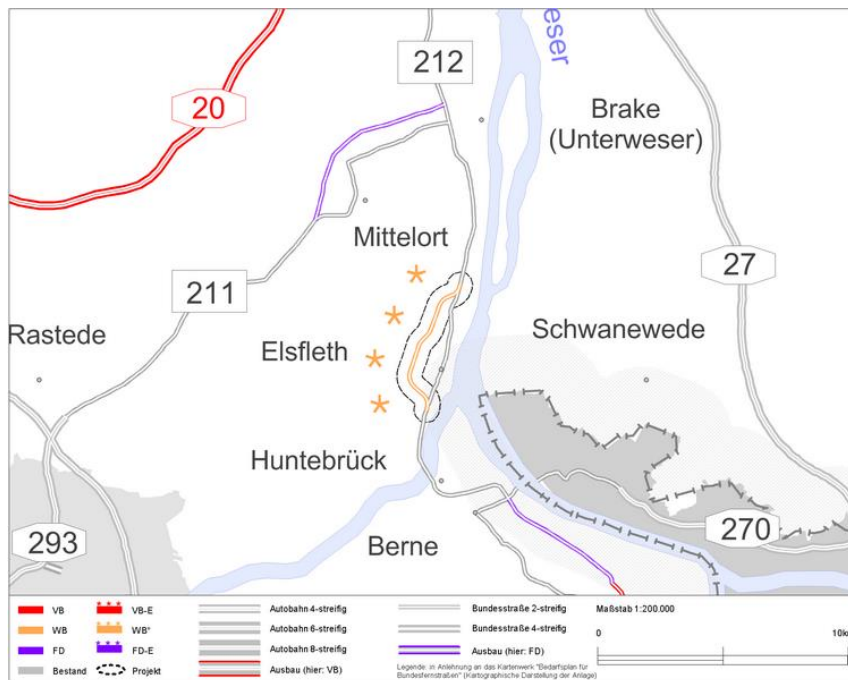 eser
212
20
Brake
(Unterweser)
Mittelort
27
211
Rastede
Schwanewede
Elsfleth
Huntebrück
293
Berne
270
VB
VB-E
Autobahn 4-streifig
Bundesstraße 2-streifig
Maßstab 1:200.000
WB
WB*
Autobahn 6-streifig
Bundesstraße 4-streifig
0
10k
FD
FD-E
Autobahn 8-streifig
Ausbau (hier: FD)
Bestand
Projekt
Ausbau (hier: VB)
Legende: in Anlehnung an das Kartenwerk "Bedarfsplan für
Bundesfernstraßen" (Kartographische Darstellung der Anlage)